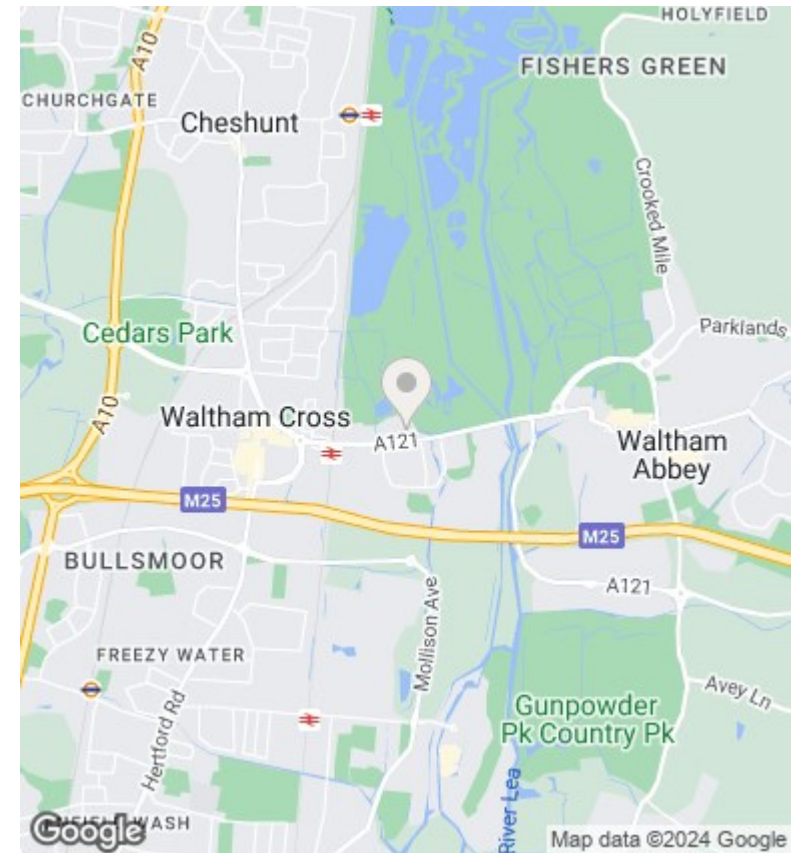 HOLYFIELD
A10
FISHERS GREEN
CHURCHGATE
Cheshunt
Crooked Mile
Cedars Park
Parklands
A10
Waltham Cross
A121
Waltham
Abbey
M25
M25
BULLSMOOR
A121
Mollison Ave
FREEZY WATER
Avey Ln
Gunpowder
Pk Country Pk
Hertford Rd
River Lea
WASH
Google
Map data ©2024 Google